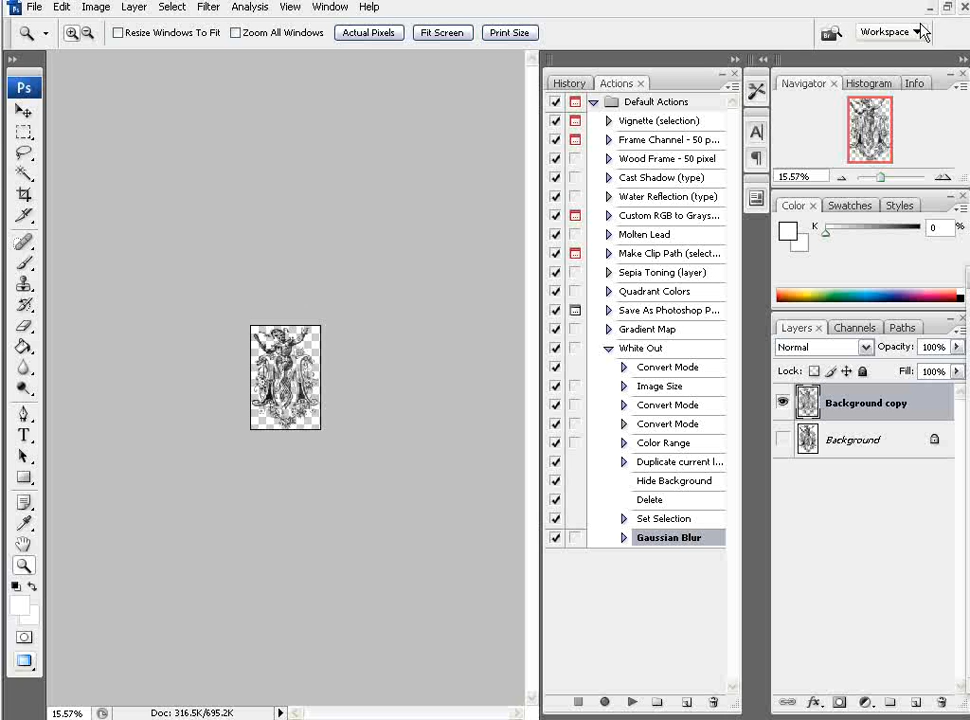 Ps File Edit Image Layer Select Filter Analysis View Window Help
Resize Windows To Fit Zoom All Windows Actual Pixels Fit Screen Print Size Br Workspace
Ps
T
History Actions
Default Actions
Vignette (selection)
Frame Channel - 50 p...
Wood Frame - 50 pixel
Cast Shadow (type)
Water Reflection (type)
Custom RGB to Grays...
Molten Lead
Make Clip Path (select...
Sepia Toning (layer)
Quadrant Colors
Save As Photoshop P...
Gradient Map
White Out
Convert Mode
Image Size
Convert Mode
Convert Mode
Color Range
Duplicate current l...
Hide Background
Delete
Set Selection
Gaussian Blur
A
Navigator Histogram Info
15.57%
Color Swatches Styles
K 0 %
Layers Channels Paths
Normal Opacity: 100%
Lock: Fill: 100%
Background copy
Background
fx
15.57% Doc: 316.5K/695.2K